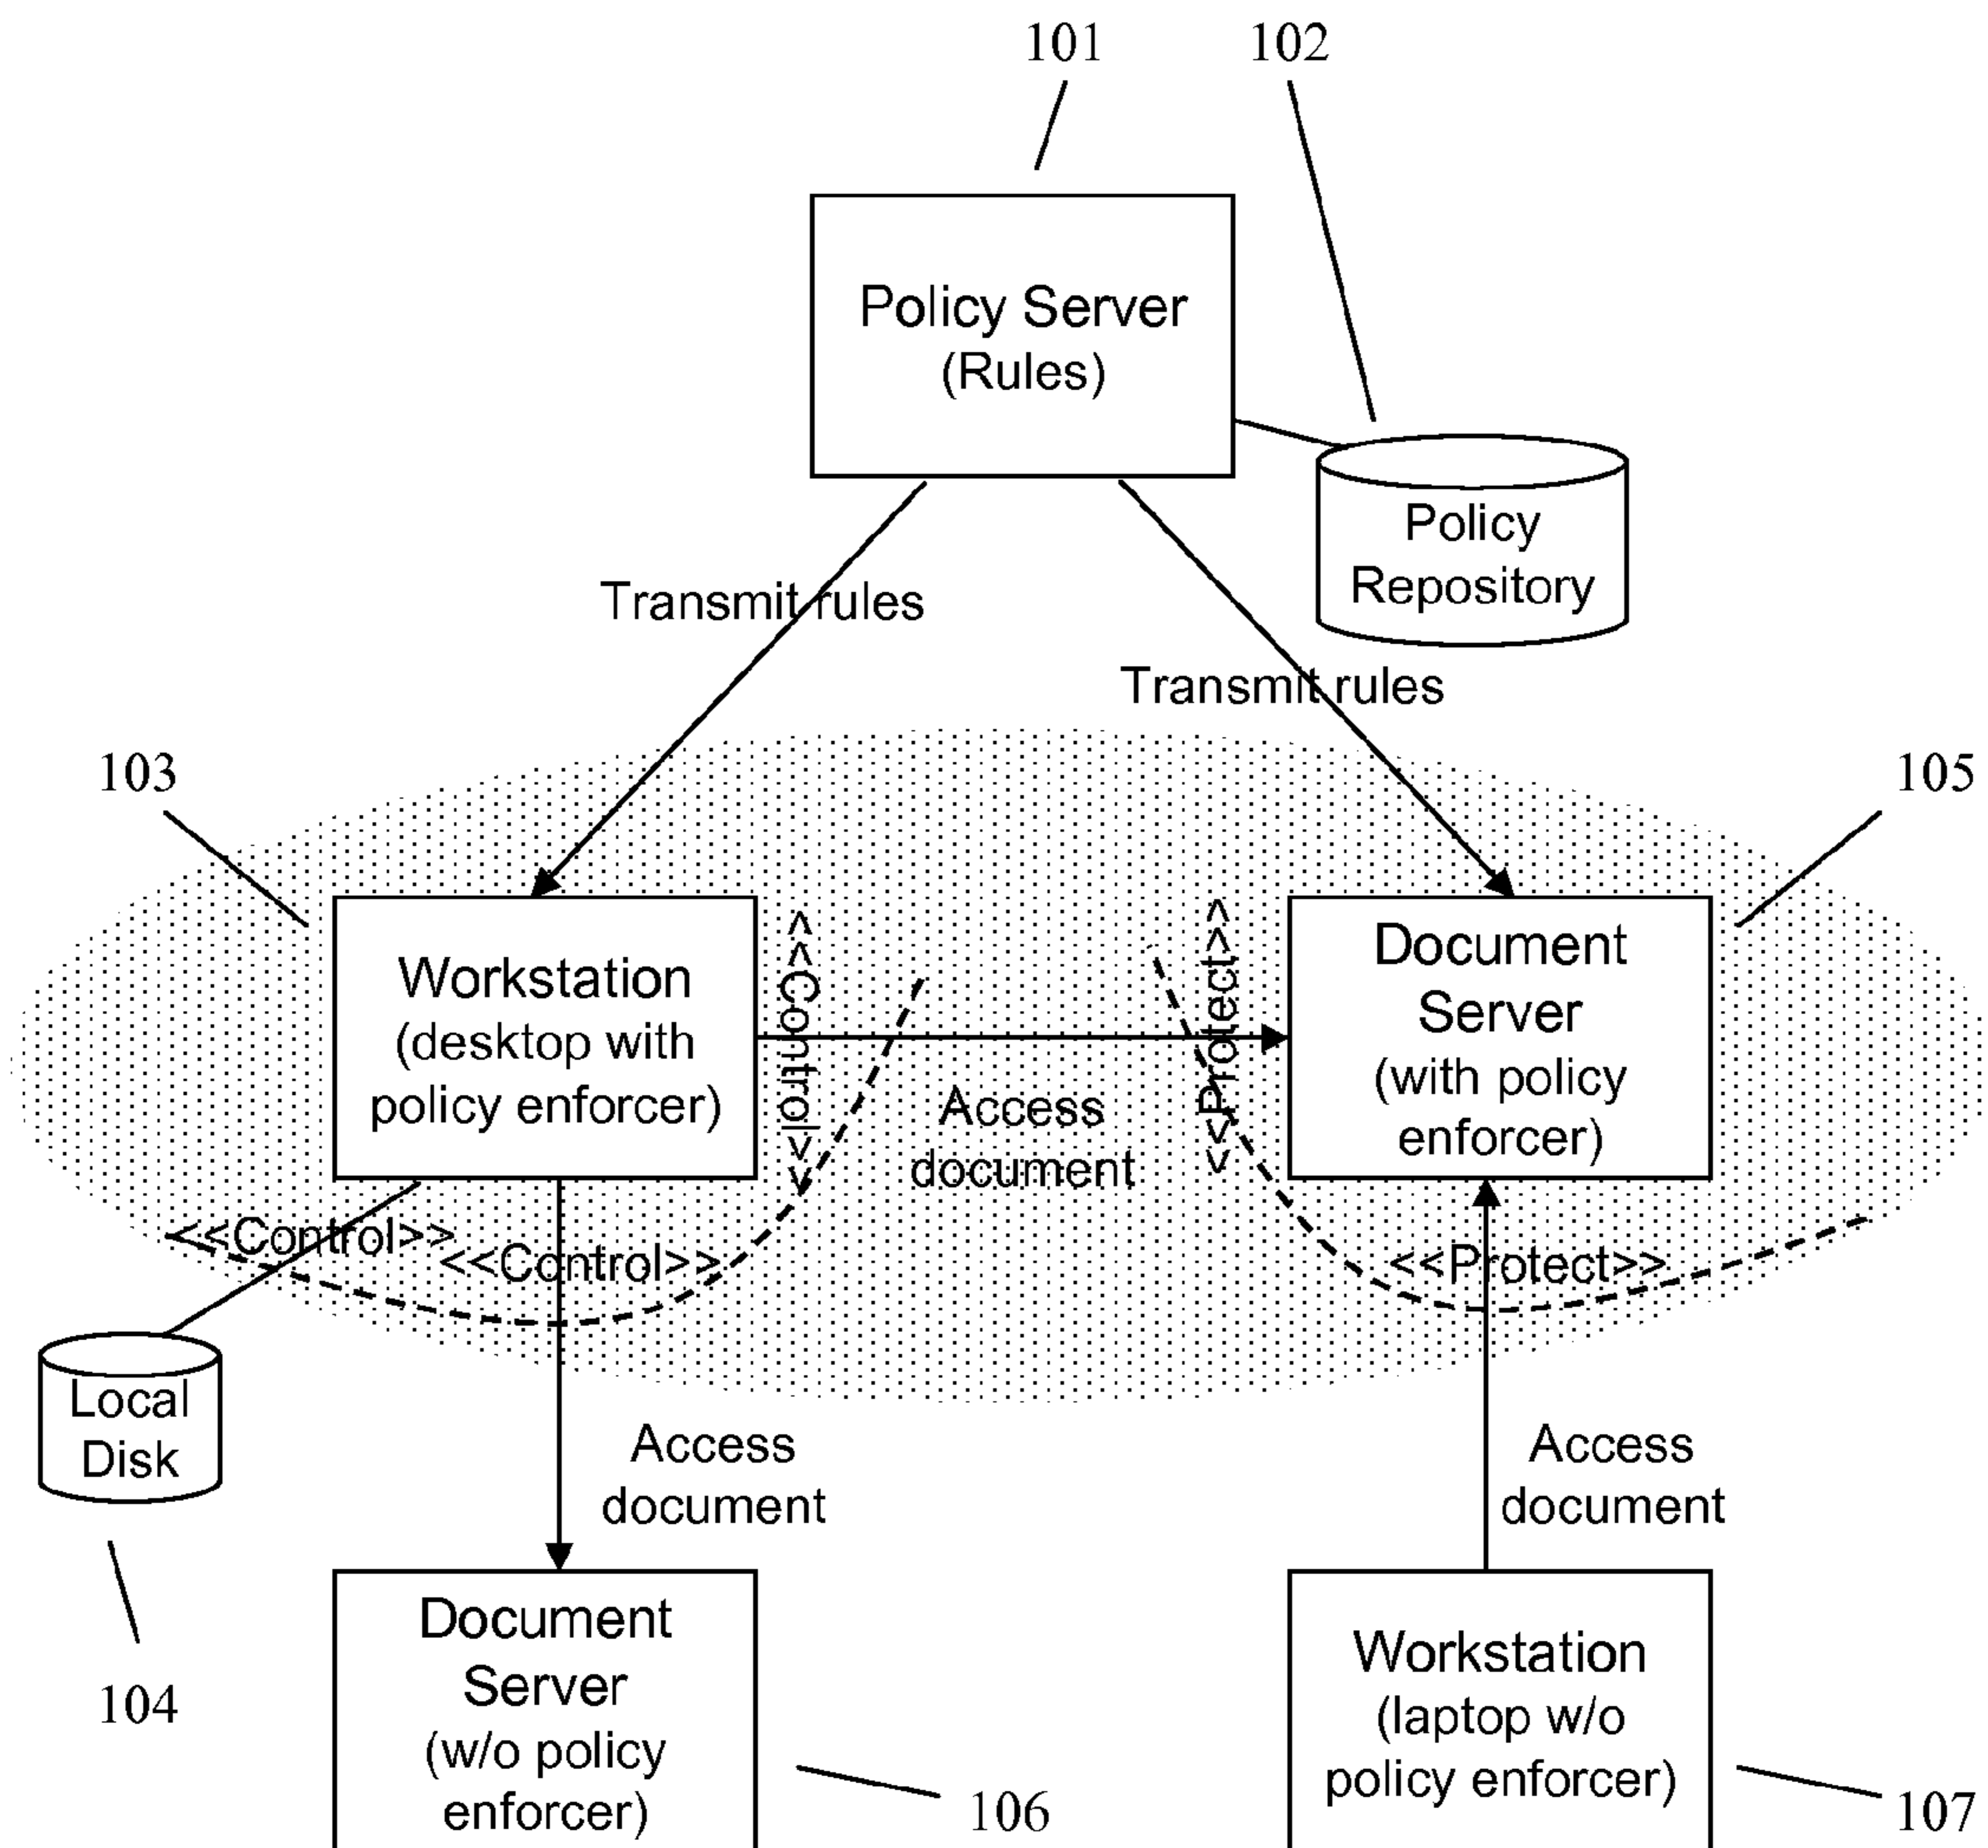 101
102
Policy Server
(Rules)
Policy
Repository
Transmit rules
Transmit rules
103
105
Workstation
(desktop with
policy enforcer)
<<Control>>
<<Protect>>
Document
Server
(with policy
enforcer)
Access
document
<<Control>>
<<Control>>
<<Protect>>
Local
Disk
Access
document
Access
document
104
Document
Server
(w/o policy
enforcer)
106
Workstation
(laptop w/o
policy enforcer)
107